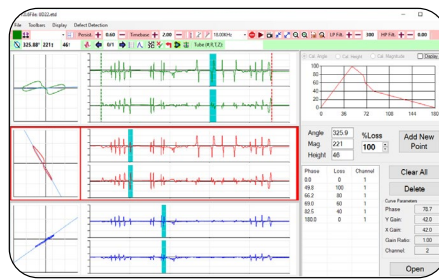 File Toolbars Display Defect Detection
Persist. + 0.60 − Timebase + 2.00 − 10.00KHz LP Filt. + − 300 HP Filt. + − 0.00
325.88° 221‡ 46↕ 0/1 Tube (#,R,T,Z):
Cal. Angle Cal. Height Cal. Magnitude Display
100
80
60
40
20
0
0 36 72 108 144 180
Angle 325.9 %Loss Add New Point
Mag 221 100
Height 46
Phase Loss Channel
0.0 0 1
49.8 100 1
66.2 80 1
69.0 60 1
82.5 40 1
180.0 0 1
Clear All
Delete
Curve Parameters
Phase 70.7
Y Gain: 42.0
X Gain: 42.0
Gain Ratio: 1.00
Channel: 2
Open